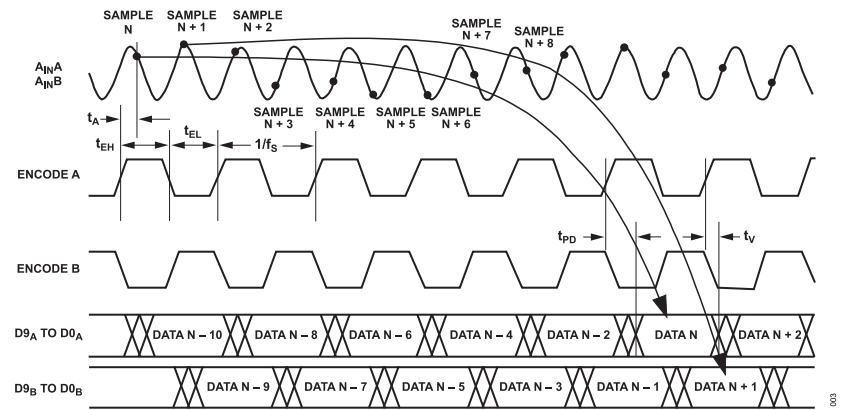 SAMPLE
N
SAMPLE
N + 1
SAMPLE
N + 2
SAMPLE
N + 7
SAMPLE
N + 8
AINA
AINB
SAMPLE
N + 3
SAMPLE
N + 4
SAMPLE
N + 5
SAMPLE
N + 6
tA
tEH
tEL
1/fS
ENCODE A
tPD
tV
ENCODE B
D9A TO D0A
DATA N – 10
DATA N – 8
DATA N – 6
DATA N – 4
DATA N – 2
DATA N
DATA N + 2
D9B TO D0B
DATA N – 9
DATA N – 7
DATA N – 5
DATA N – 3
DATA N – 1
DATA N + 1
003